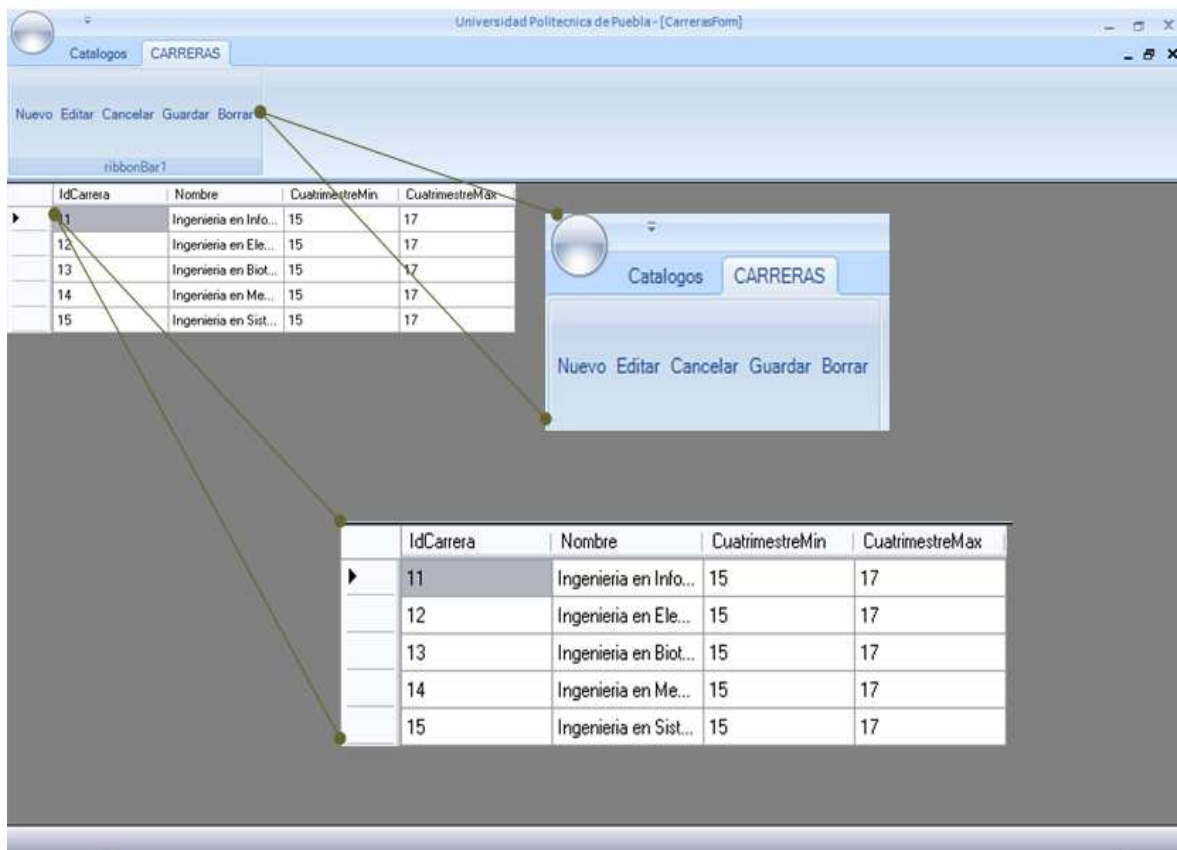 Universidad Politecnica de Puebla - [CarrerasForm]
Catalogos CARRERAS
Nuevo Editar Cancelar Guardar Borrar
ribbonBar1
IdCarrera Nombre CuatrimestreMin CuatrimestreMax
11 Ingenieria en Info... 15 17
12 Ingenieria en Ele... 15 17
13 Ingenieria en Biot... 15 17
14 Ingenieria en Me... 15 17
15 Ingenieria en Sist... 15 17
Catalogos CARRERAS
Nuevo Editar Cancelar Guardar Borrar
IdCarrera Nombre CuatrimestreMin CuatrimestreMax
11 Ingenieria en Info... 15 17
12 Ingenieria en Ele... 15 17
13 Ingenieria en Biot... 15 17
14 Ingenieria en Me... 15 17
15 Ingenieria en Sist... 15 17